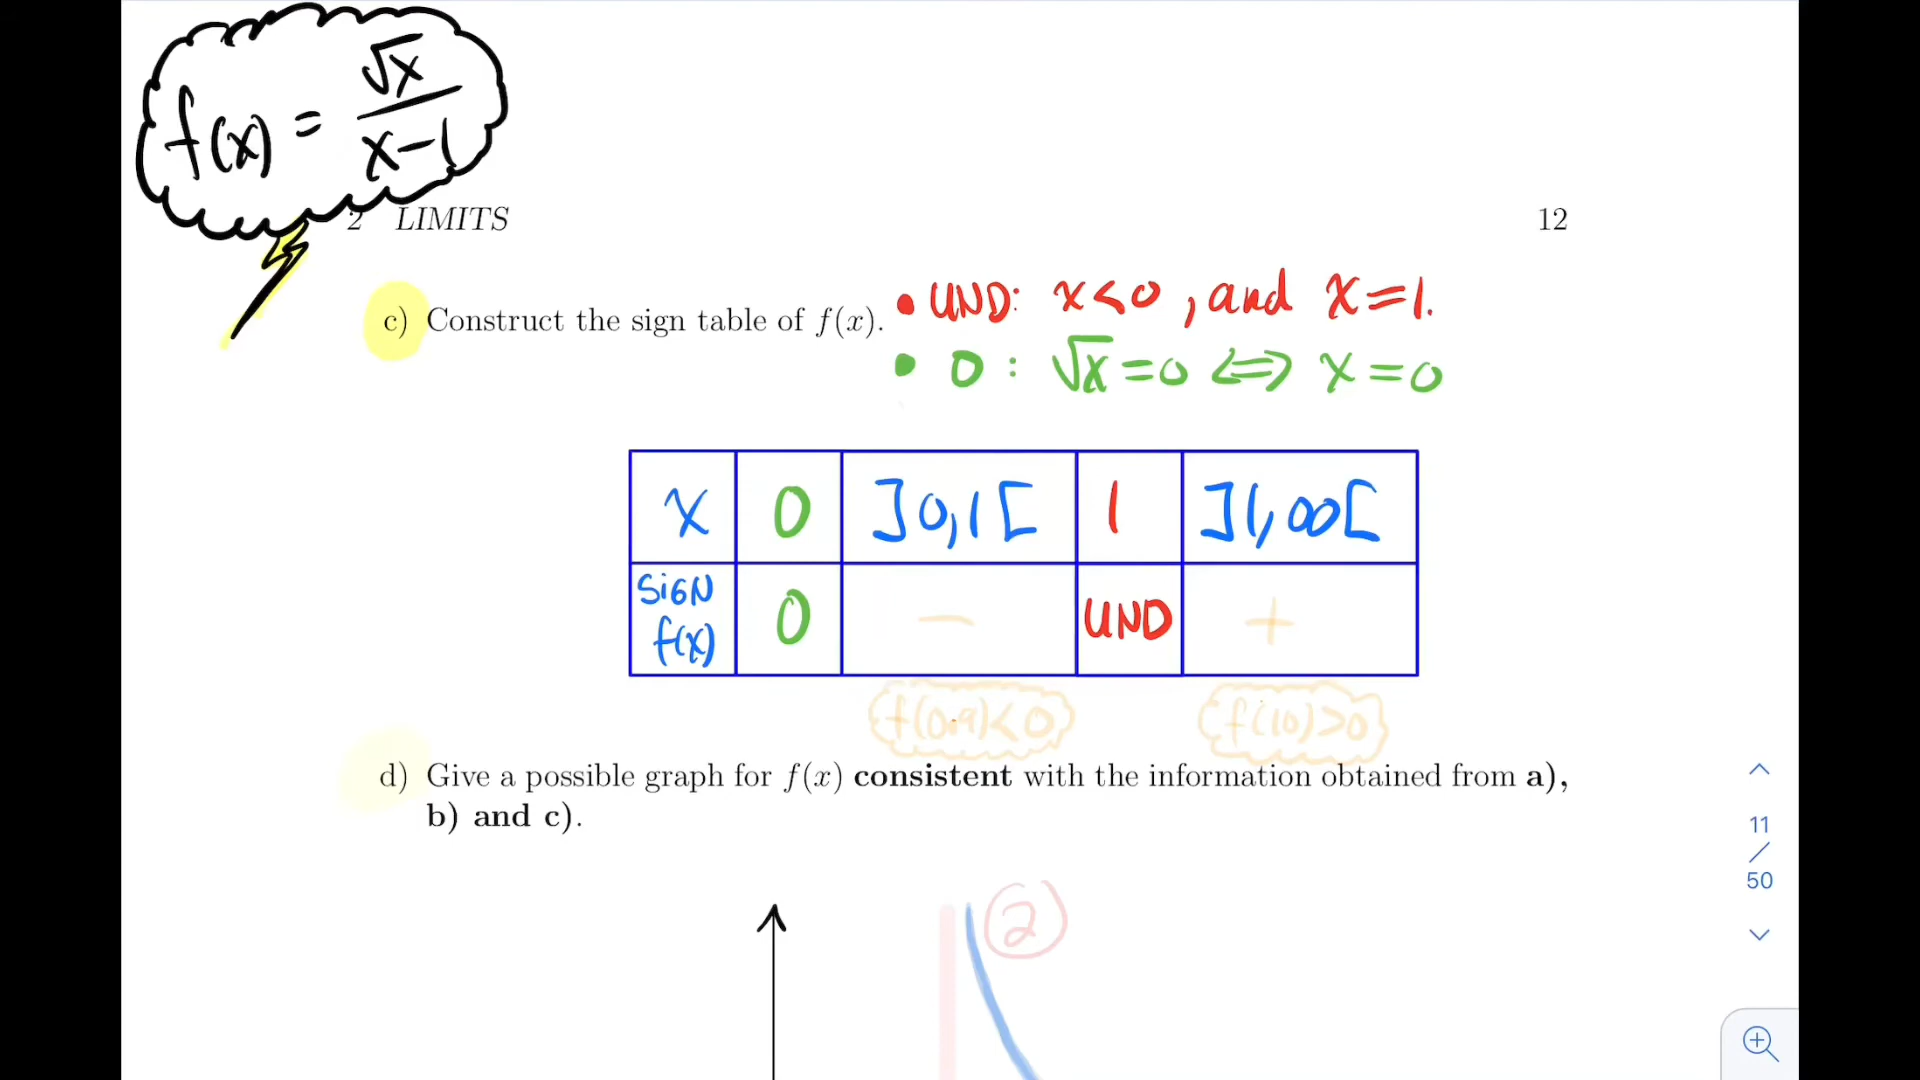 f(x) = √x / x-1
2 LIMITS 12
c) Construct the sign table of f(x).
• UND: x<0, and x=1.
• 0: √x=0 ⟺ x=0
x 0 ]0,1[ 1 ]1,∞[
SIGN f(x) 0 − UND +
f(0.9)<0 f(10)>0
d) Give a possible graph for f(x) consistent with the information obtained from a),
b) and c).
2
11
/
50